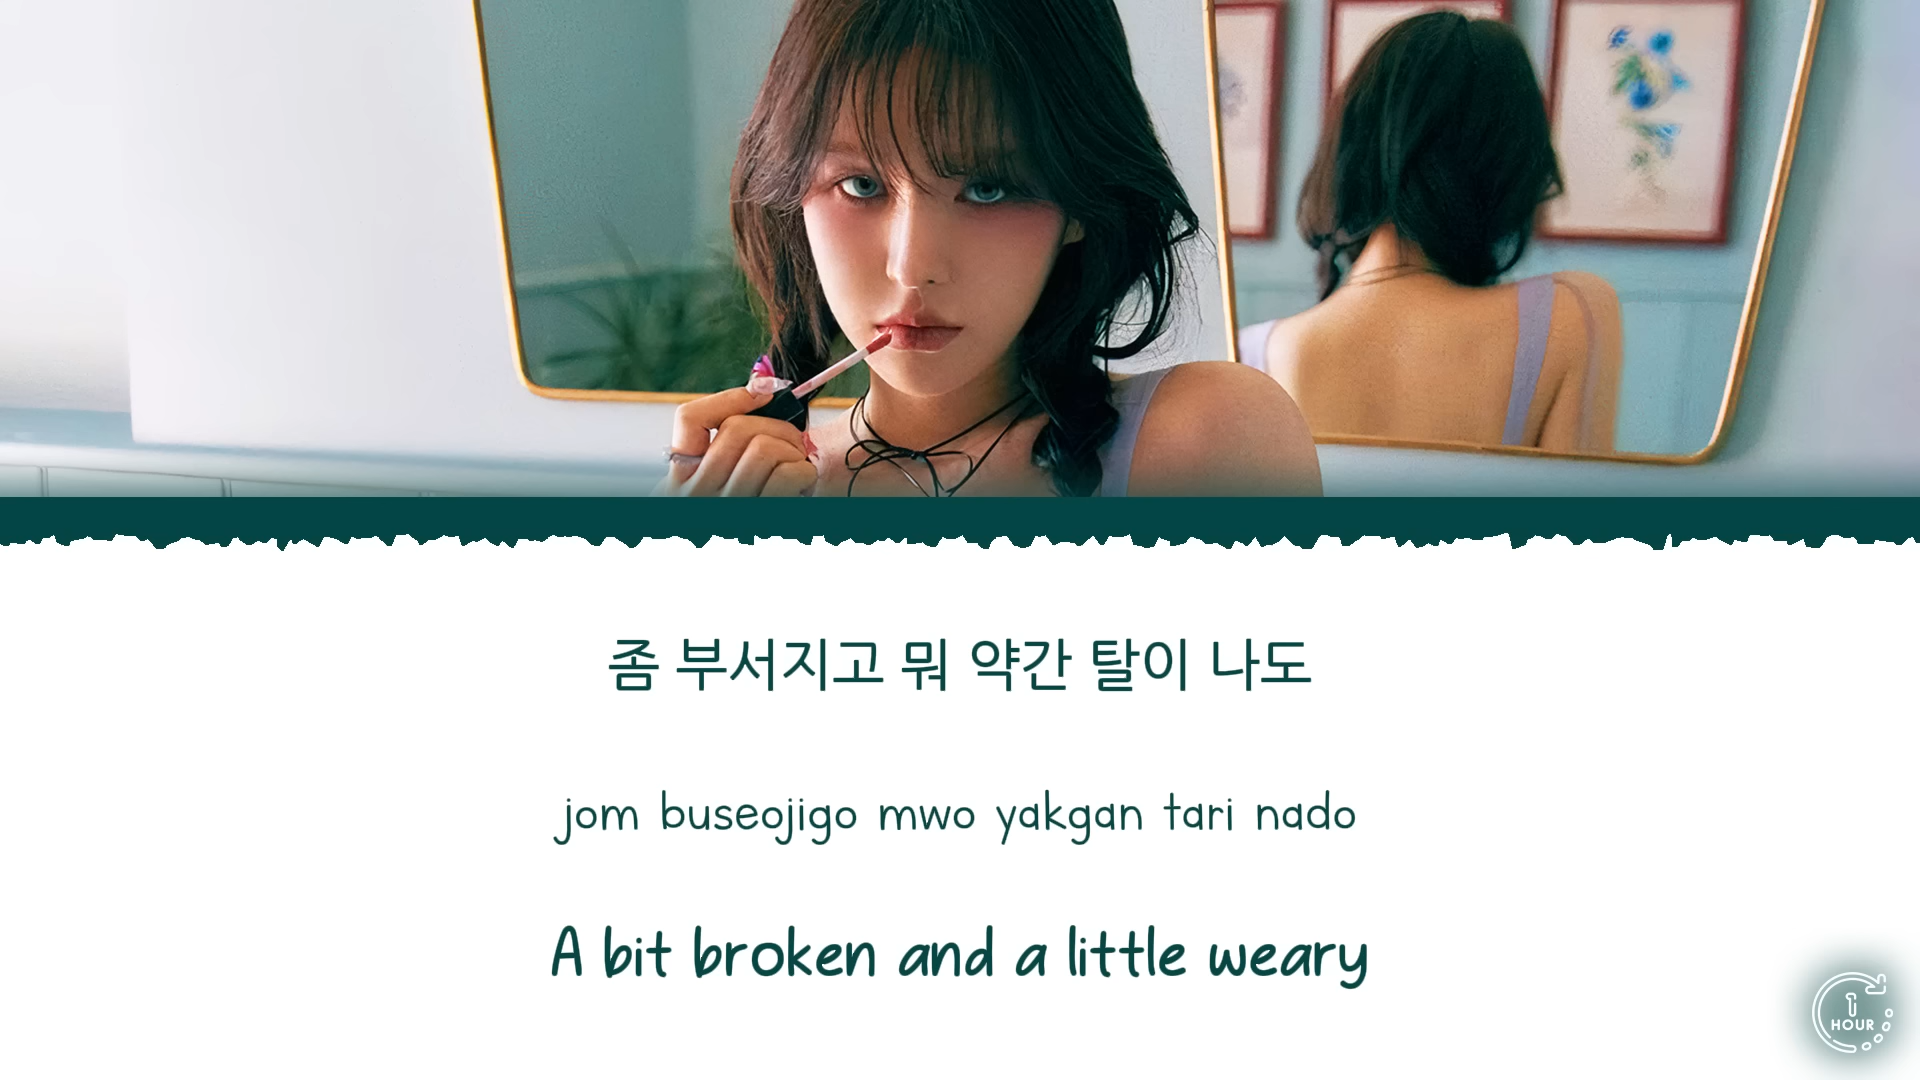 좀 부서지고 뭐 약간 탈이 나도
jom buseojigo mwo yakgan tari nado
A bit broken and a little weary
1
HOUR